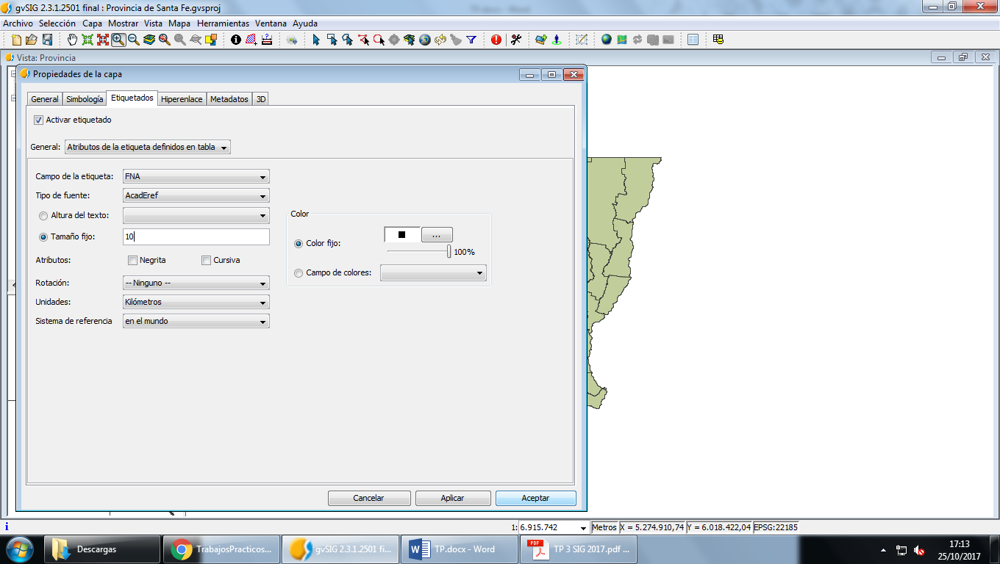 gvSIG 2.3.1.2501 final : Provincia de Santa Fe.gvsproj
Archivo Selección Capa Mostrar Vista Mapa Herramientas Ventana Ayuda
Vista: Provincia
Propiedades de la capa
General Simbología Etiquetados Hiperenlace Metadatos 3D
Activar etiquetado
General: Atributos de la etiqueta definidos en tabla
Campo de la etiqueta: FNA
Tipo de fuente: AcadEref
Altura del texto:
Tamaño fijo: 10
Atributos: Negrita Cursiva
Rotación: -- Ninguno --
Unidades: Kilómetros
Sistema de referencia en el mundo
Color
Color fijo: ...
100%
Campo de colores:
Cancelar Aplicar Aceptar
1: 6.915.742 Metros X = 5.274.910,74 Y = 6.018.422,04 EPSG:22185
Descargas TrabajosPracticos... gvSIG 2.3.1.2501 fi... TP.docx - Word PDF TP 3 SIG 2017.pdf ...
17:13
25/10/2017